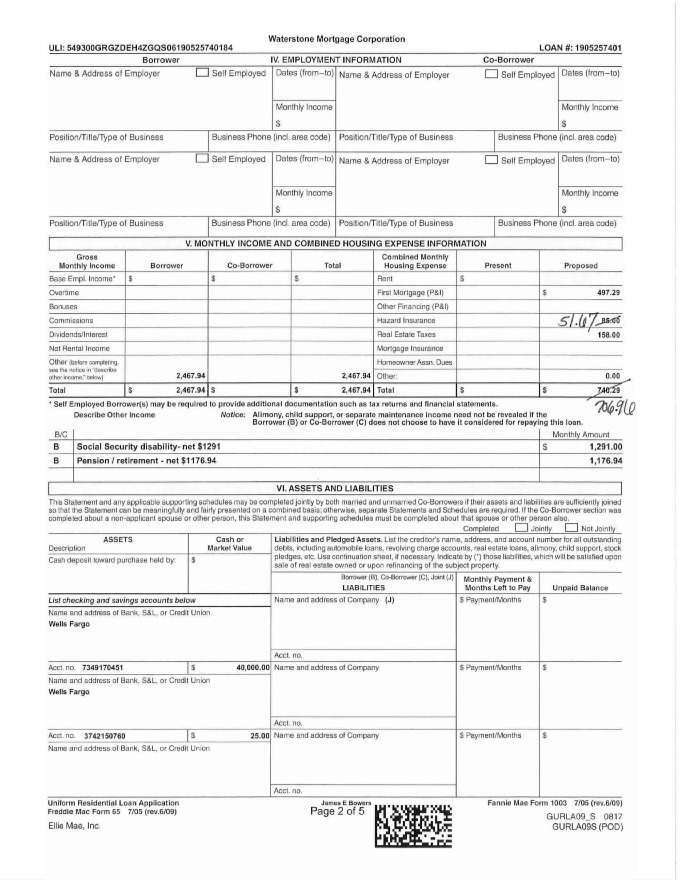 Waterstone Mortgage Corporation
ULI: 549300GRGZDEH4ZGQS06190525740184 LOAN #: 1905257401
Borrower IV. EMPLOYMENT INFORMATION Co-Borrower
Name & Address of Employer Self Employed Dates (from–to) Name & Address of Employer Self Employed Dates (from–to)
Monthly Income Monthly Income
$ $
Position/Title/Type of Business Business Phone (incl. area code) Position/Title/Type of Business Business Phone (incl. area code)
Name & Address of Employer Self Employed Dates (from–to) Name & Address of Employer Self Employed Dates (from–to)
Monthly Income Monthly Income
$ $
Position/Title/Type of Business Business Phone (incl. area code) Position/Title/Type of Business Business Phone (incl. area code)
V. MONTHLY INCOME AND COMBINED HOUSING EXPENSE INFORMATION
Gross Monthly Income Borrower Co-Borrower Total Combined Monthly Housing Expense Present Proposed
Base Empl. Income* $ $ $ Rent $
Overtime First Mortgage (P&I) $ 497.29
Bonuses Other Financing (P&I)
Commissions Hazard Insurance 51.67 85.00
Dividends/Interest Real Estate Taxes 158.00
Net Rental Income Mortgage Insurance
Other (before completing, see the notice in "describe other income," below) 2,467.94 2,467.94 Homeowner Assn. Dues
Other: 0.00
Total $ 2,467.94 $ $ 2,467.94 Total $ $ 740.29
706.96
* Self Employed Borrower(s) may be required to provide additional documentation such as tax returns and financial statements.
Describe Other Income Notice: Alimony, child support, or separate maintenance income need not be revealed if the
Borrower (B) or Co-Borrower (C) does not choose to have it considered for repaying this loan.
B/C Monthly Amount
B Social Security disability- net $1291 $ 1,291.00
B Pension / retirement - net $1176.94 1,176.94
VI. ASSETS AND LIABILITIES
This Statement and any applicable supporting schedules may be completed jointly by both married and unmarried Co-Borrowers if their assets and liabilities are sufficiently joined
so that the Statement can be meaningfully and fairly presented on a combined basis; otherwise, separate Statements and Schedules are required. If the Co-Borrower section was
completed about a non-applicant spouse or other person, this Statement and supporting schedules must be completed about that spouse or other person also.
Completed Jointly Not Jointly
ASSETS Cash or Market Value
Description
Cash deposit toward purchase held by: $
Liabilities and Pledged Assets. List the creditor's name, address, and account number for all outstanding
debts, including automobile loans, revolving charge accounts, real estate loans, alimony, child support, stock
pledges, etc. Use continuation sheet, if necessary. Indicate by (*) those liabilities, which will be satisfied upon
sale of real estate owned or upon refinancing of the subject property.
Borrower (B), Co-Borrower (C), Joint (J)
LIABILITIES Monthly Payment & Months Left to Pay Unpaid Balance
List checking and savings accounts below Name and address of Company (J) $ Payment/Months $
Name and address of Bank, S&L, or Credit Union
Wells Fargo
Acct. no.
Acct. no. 7349170451 $ 40,000.00 Name and address of Company $ Payment/Months $
Name and address of Bank, S&L, or Credit Union
Wells Fargo
Acct. no.
Acct. no. 3742150760 $ 25.00 Name and address of Company $ Payment/Months $
Name and address of Bank, S&L, or Credit Union
Acct. no.
Uniform Residential Loan Application James E Bowers Fannie Mae Form 1003 7/05 (rev.6/09)
Freddie Mac Form 65 7/05 (rev.6/09) Page 2 of 5 GURLA09_S 0817
Ellie Mae, Inc. GURLA09S (POD)